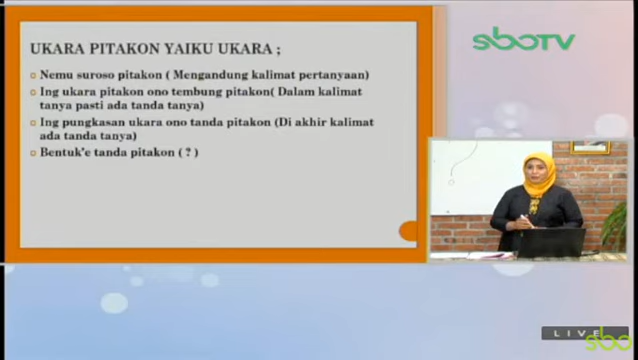 sboTV
UKARA PITAKON YAIKU UKARA ;
Nemu suroso pitakon ( Mengandung kalimat pertanyaan)
Ing ukara pitakon ono tembung pitakon( Dalam kalimat
tanya pasti ada tanda tanya)
Ing pungkasan ukara ono tanda pitakon (Di akhir kalimat
ada tanda tanya)
Bentuk'e tanda pitakon ( ? )
?
LIVE
sbo